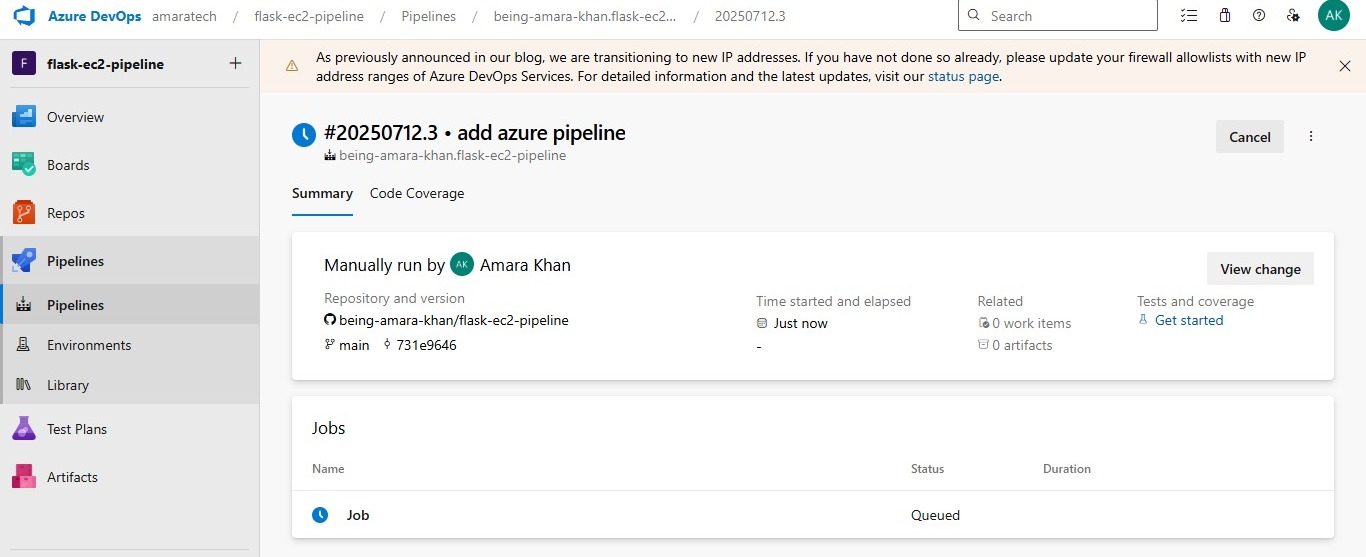 Azure DevOps amaratech / flask-ec2-pipeline / Pipelines / being-amara-khan.flask-ec2... / 20250712.3 Search AK
F flask-ec2-pipeline +
Overview
Boards
Repos
Pipelines
Pipelines
Environments
Library
Test Plans
Artifacts
As previously announced in our blog, we are transitioning to new IP addresses. If you have not done so already, please update your firewall allowlists with new IP
address ranges of Azure DevOps Services. For detailed information and the latest updates, visit our status page.
#20250712.3 • add azure pipeline
being-amara-khan.flask-ec2-pipeline
Cancel
Summary Code Coverage
Manually run by AK Amara Khan
View change
Repository and version
being-amara-khan/flask-ec2-pipeline
main 731e9646
Time started and elapsed
Just now
-
Related
0 work items
0 artifacts
Tests and coverage
Get started
Jobs
Name Status Duration
Job Queued